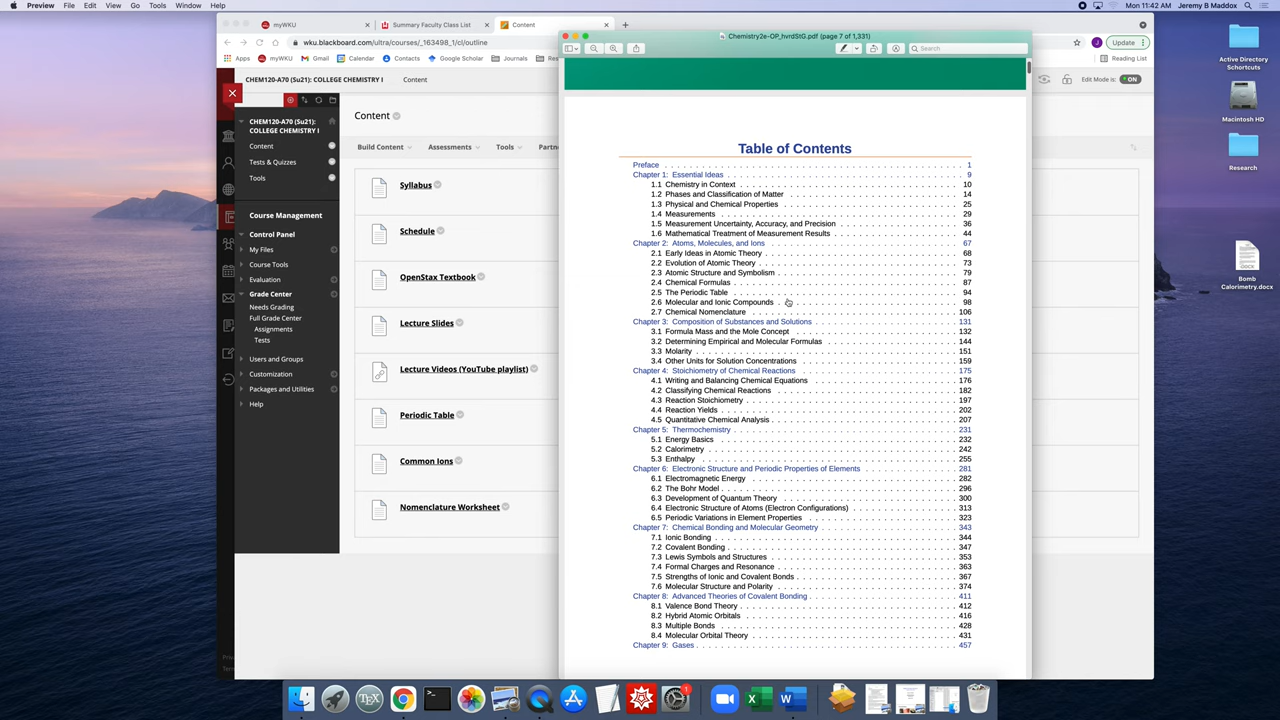 Preview File Edit View Go Tools Window Help
Mon 11:42 AM Jeremy B Maddox
myWKU
Summary Faculty Class List
Content
wku.blackboard.com/ultra/courses/_163498_1/cl/outline
Update
Apps myWKU Gmail Calendar Contacts Google Scholar Journals
Reading List
CHEM120-A70 (Su21): COLLEGE CHEMISTRY I Content
Edit Mode is: ON
CHEM120-A70 (Su21):
COLLEGE CHEMISTRY I
Content
Tests & Quizzes
Tools
Course Management
Control Panel
My Files
Course Tools
Evaluation
Grade Center
Needs Grading
Full Grade Center
Assignments
Tests
Users and Groups
Customization
Packages and Utilities
Help
Content
Build Content Assessments Tools
Syllabus
Schedule
OpenStax Textbook
Lecture Slides
Lecture Videos (YouTube playlist)
Periodic Table
Common Ions
Nomenclature Worksheet
Chemistry2e-OP_hvrdStG.pdf (page 7 of 1,331)
Search
Table of Contents
Preface 1
Chapter 1: Essential Ideas 9
1.1 Chemistry in Context 10
1.2 Phases and Classification of Matter 14
1.3 Physical and Chemical Properties 25
1.4 Measurements 29
1.5 Measurement Uncertainty, Accuracy, and Precision 36
1.6 Mathematical Treatment of Measurement Results 44
Chapter 2: Atoms, Molecules, and Ions 67
2.1 Early Ideas in Atomic Theory 68
2.2 Evolution of Atomic Theory 73
2.3 Atomic Structure and Symbolism 79
2.4 Chemical Formulas 87
2.5 The Periodic Table 94
2.6 Molecular and Ionic Compounds 98
2.7 Chemical Nomenclature 106
Chapter 3: Composition of Substances and Solutions 131
3.1 Formula Mass and the Mole Concept 132
3.2 Determining Empirical and Molecular Formulas 144
3.3 Molarity 151
3.4 Other Units for Solution Concentrations 159
Chapter 4: Stoichiometry of Chemical Reactions 175
4.1 Writing and Balancing Chemical Equations 176
4.2 Classifying Chemical Reactions 182
4.3 Reaction Stoichiometry 197
4.4 Reaction Yields 202
4.5 Quantitative Chemical Analysis 207
Chapter 5: Thermochemistry 231
5.1 Energy Basics 232
5.2 Calorimetry 242
5.3 Enthalpy 255
Chapter 6: Electronic Structure and Periodic Properties of Elements 281
6.1 Electromagnetic Energy 282
6.2 The Bohr Model 296
6.3 Development of Quantum Theory 300
6.4 Electronic Structure of Atoms (Electron Configurations) 313
6.5 Periodic Variations in Element Properties 323
Chapter 7: Chemical Bonding and Molecular Geometry 343
7.1 Ionic Bonding 344
7.2 Covalent Bonding 347
7.3 Lewis Symbols and Structures 353
7.4 Formal Charges and Resonance 363
7.5 Strengths of Ionic and Covalent Bonds 367
7.6 Molecular Structure and Polarity 374
Chapter 8: Advanced Theories of Covalent Bonding 411
8.1 Valence Bond Theory 412
8.2 Hybrid Atomic Orbitals 416
8.3 Multiple Bonds 428
8.4 Molecular Orbital Theory 431
Chapter 9: Gases 457
Active Directory
Schortcuts
Macintosh HD
Research
Bomb
Calorimetry.docx